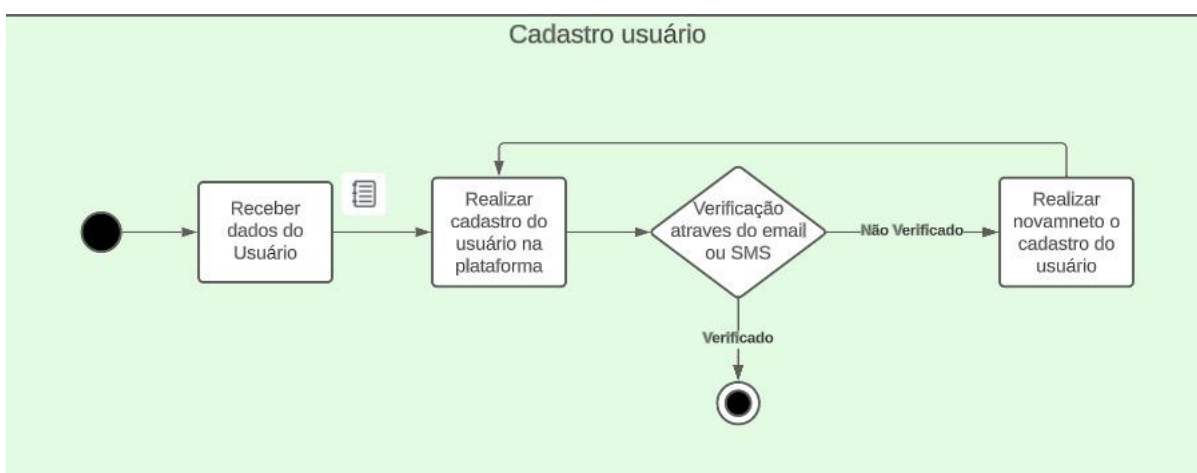 Cadastro usuário
Receber
dados do
Usuário
Realizar
cadastro do
usuário na
plataforma
Verificação
atraves do email
ou SMS
Não Verificado
Realizar
novamneto o
cadastro do
usuário
Verificado